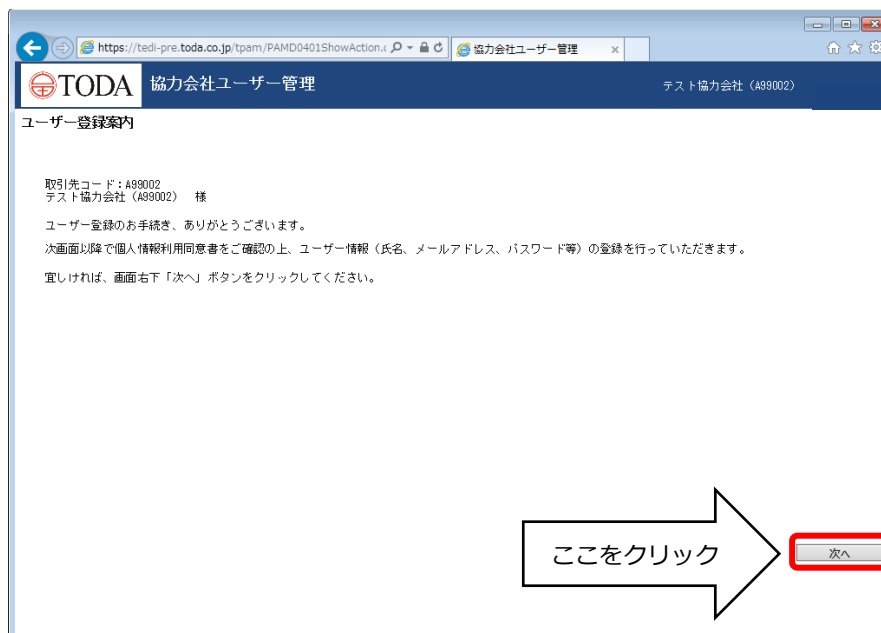 https://tedi-pre.toda.co.jp/tpam/PAMD0401ShowAction.c
協力会社ユーザー管理
TODA 協力会社ユーザー管理
テスト協力会社（A99002）
ユーザー登録案内
取引先コード：A99002
テスト協力会社（A99002） 様
ユーザー登録のお手続き、ありがとうございます。
次画面以降で個人情報利用同意書をご確認の上、ユーザー情報（氏名、メールアドレス、パスワード等）の登録を行っていただきます。
宜しければ、画面右下「次へ」ボタンをクリックしてください。
ここをクリック
次へ